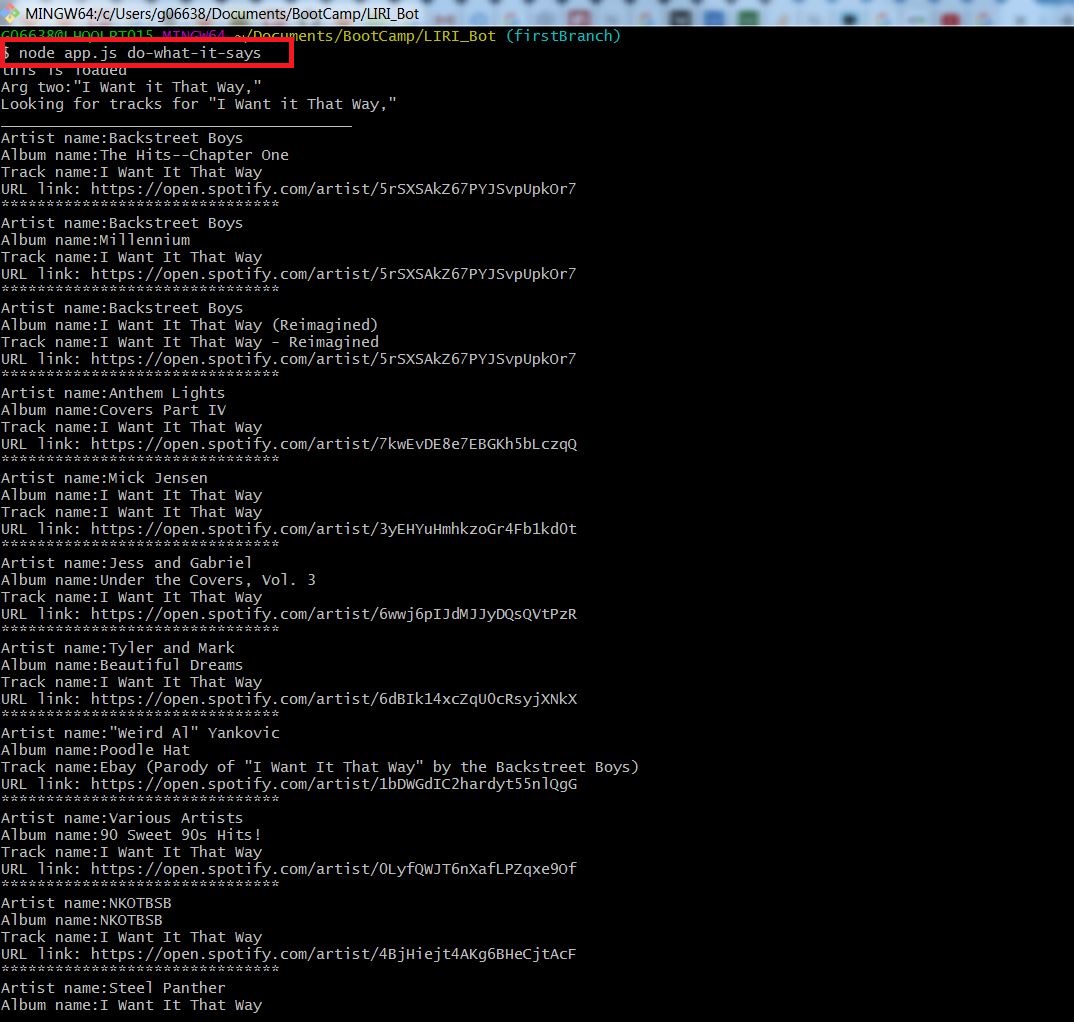 MINGW64:/c/Users/g06638/Documents/BootCamp/LIRI_Bot
G06638@LHQQLRT015 MINGW64 ~/Documents/BootCamp/LIRI_Bot (firstBranch)
$ node app.js do-what-it-says
this is loaded
Arg two:"I Want it That Way,"
Looking for tracks for "I Want it That Way,"
_______________________________________
Artist name:Backstreet Boys
Album name:The Hits--Chapter One
Track name:I Want It That Way
URL link: https://open.spotify.com/artist/5rSXSAkZ67PYJSvpUpkOr7
*******************************
Artist name:Backstreet Boys
Album name:Millennium
Track name:I Want It That Way
URL link: https://open.spotify.com/artist/5rSXSAkZ67PYJSvpUpkOr7
*******************************
Artist name:Backstreet Boys
Album name:I Want It That Way (Reimagined)
Track name:I Want It That Way - Reimagined
URL link: https://open.spotify.com/artist/5rSXSAkZ67PYJSvpUpkOr7
*******************************
Artist name:Anthem Lights
Album name:Covers Part IV
Track name:I Want It That Way
URL link: https://open.spotify.com/artist/7kwEvDE8e7EBGKh5bLczqQ
*******************************
Artist name:Mick Jensen
Album name:I Want It That Way
Track name:I Want It That Way
URL link: https://open.spotify.com/artist/3yEHYuHmhkzoGr4Fb1kd0t
*******************************
Artist name:Jess and Gabriel
Album name:Under the Covers, Vol. 3
Track name:I Want It That Way
URL link: https://open.spotify.com/artist/6wwj6pIJdMJJyDQsQVtPzR
*******************************
Artist name:Tyler and Mark
Album name:Beautiful Dreams
Track name:I Want It That Way
URL link: https://open.spotify.com/artist/6dBIk14xcZqU0cRsyjXNkX
*******************************
Artist name:"Weird Al" Yankovic
Album name:Poodle Hat
Track name:Ebay (Parody of "I Want It That Way" by the Backstreet Boys)
URL link: https://open.spotify.com/artist/1bDWGdIC2hardyt55nlQgG
*******************************
Artist name:Various Artists
Album name:90 Sweet 90s Hits!
Track name:I Want It That Way
URL link: https://open.spotify.com/artist/0LyfQWJT6nXafLPZqxe9Of
*******************************
Artist name:NKOTBSB
Album name:NKOTBSB
Track name:I Want It That Way
URL link: https://open.spotify.com/artist/4BjHiejt4AKg6BHeCjtAcF
*******************************
Artist name:Steel Panther
Album name:I Want It That Way